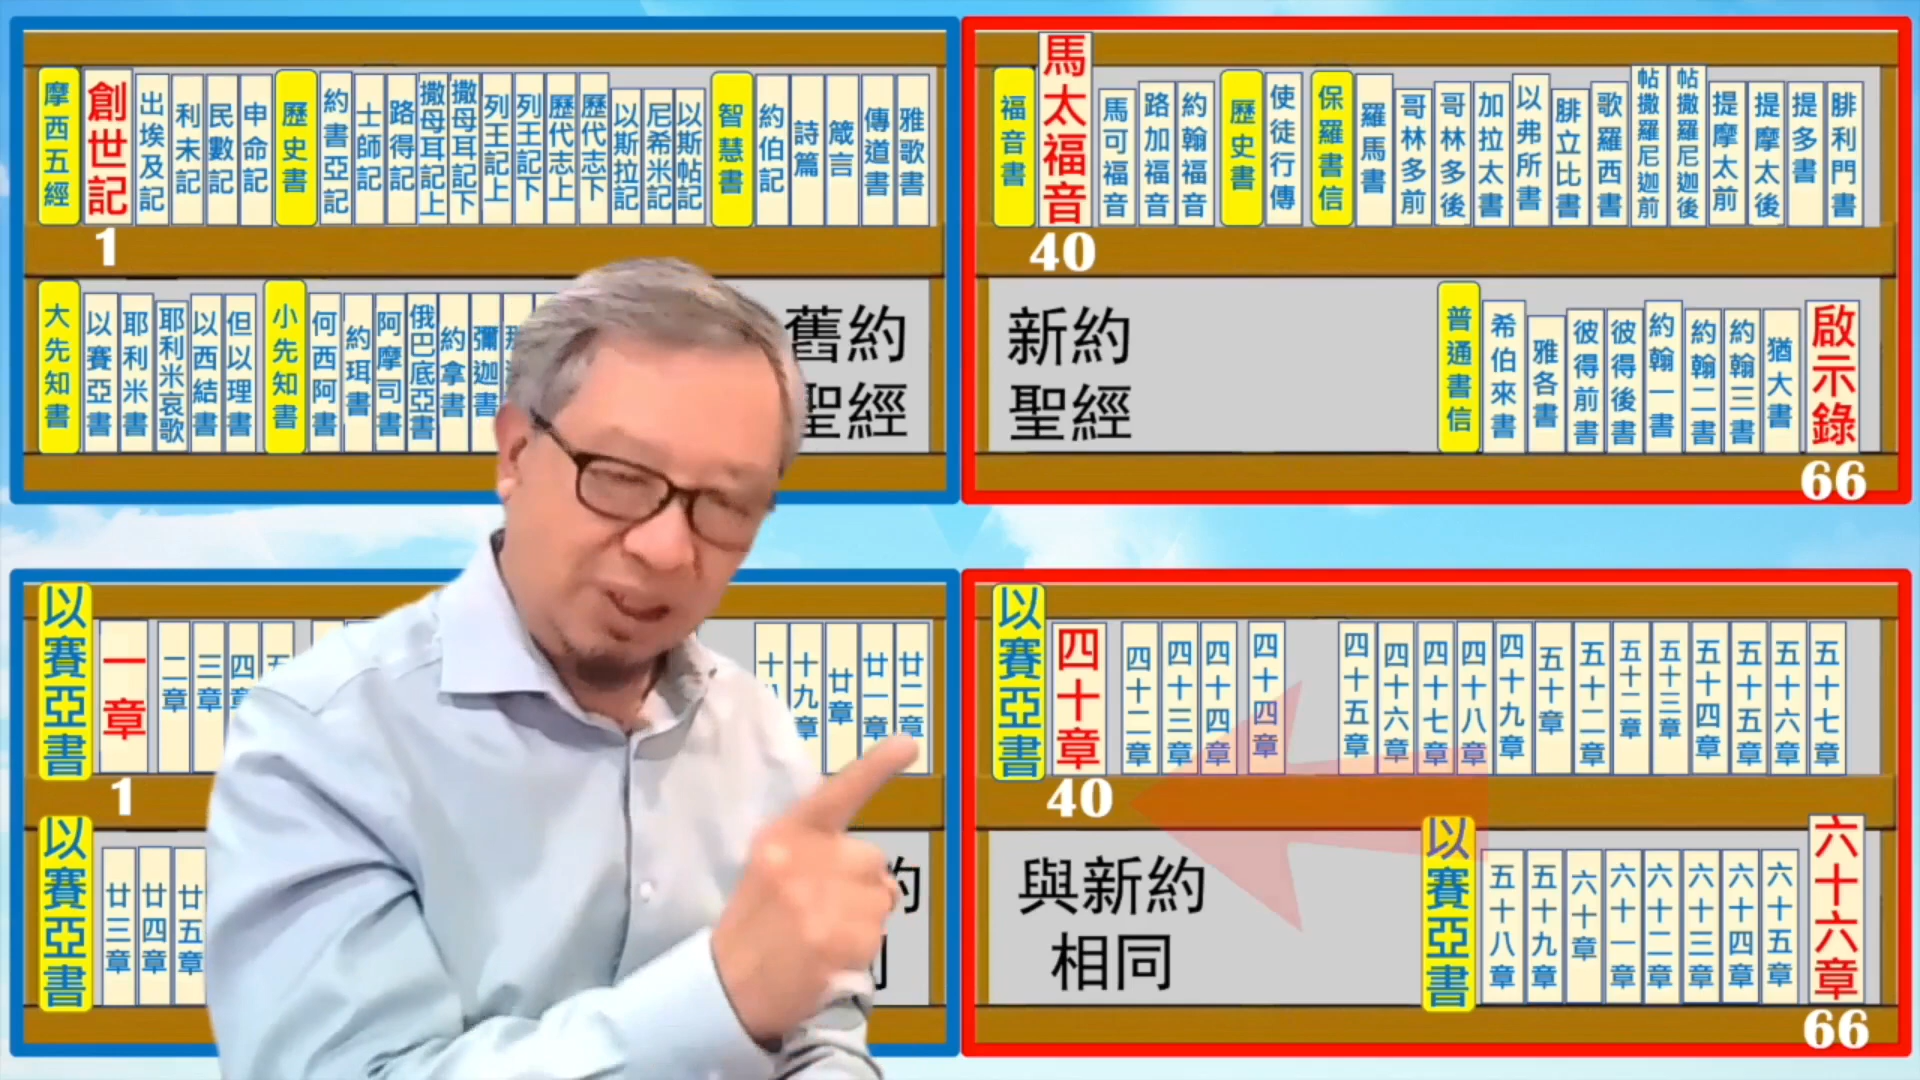 摩西五經
創世記
出埃及記
利未記
民數記
申命記
歷史書
約書亞記
士師記
路得記
撒母耳記上
撒母耳記下
列王記上
列王記下
歷代志上
歷代志下
以斯拉記
尼希米記
以斯帖記
智慧書
約伯記
詩篇
箴言
傳道書
雅歌書
1
大先知書
以賽亞書
耶利米書
耶利米哀歌
以西結書
但以理書
小先知書
何西阿書
約珥書
阿摩司書
俄巴底亞書
約拿書
彌迦書
舊約
聖經
福音書
馬太福音
馬可福音
路加福音
約翰福音
歷史書
使徒行傳
保羅書信
羅馬書
哥林多前
哥林多後
加拉太書
以弗所書
腓立比書
歌羅西書
帖撒羅尼迦前
帖撒羅尼迦後
提摩太前
提摩太後
提多書
腓利門書
40
新約
聖經
普通書信
希伯來書
雅各書
彼得前書
彼得後書
約翰一書
約翰二書
約翰三書
猶大書
啟示錄
66
以賽亞書
一章
二章
三章
四章
十九章
廿章
廿一章
廿二章
1
以賽亞書
廿三章
廿四章
廿五章
以賽亞書
四十章
四十二章
四十三章
四十四章
四十四章
四十五章
四十六章
四十七章
四十八章
四十九章
五十章
五十二章
五十二章
五十三章
五十四章
五十五章
五十六章
五十七章
40
與新約
相同
以賽亞書
五十八章
五十九章
六十章
六十一章
六十二章
六十三章
六十四章
六十五章
六十六章
66